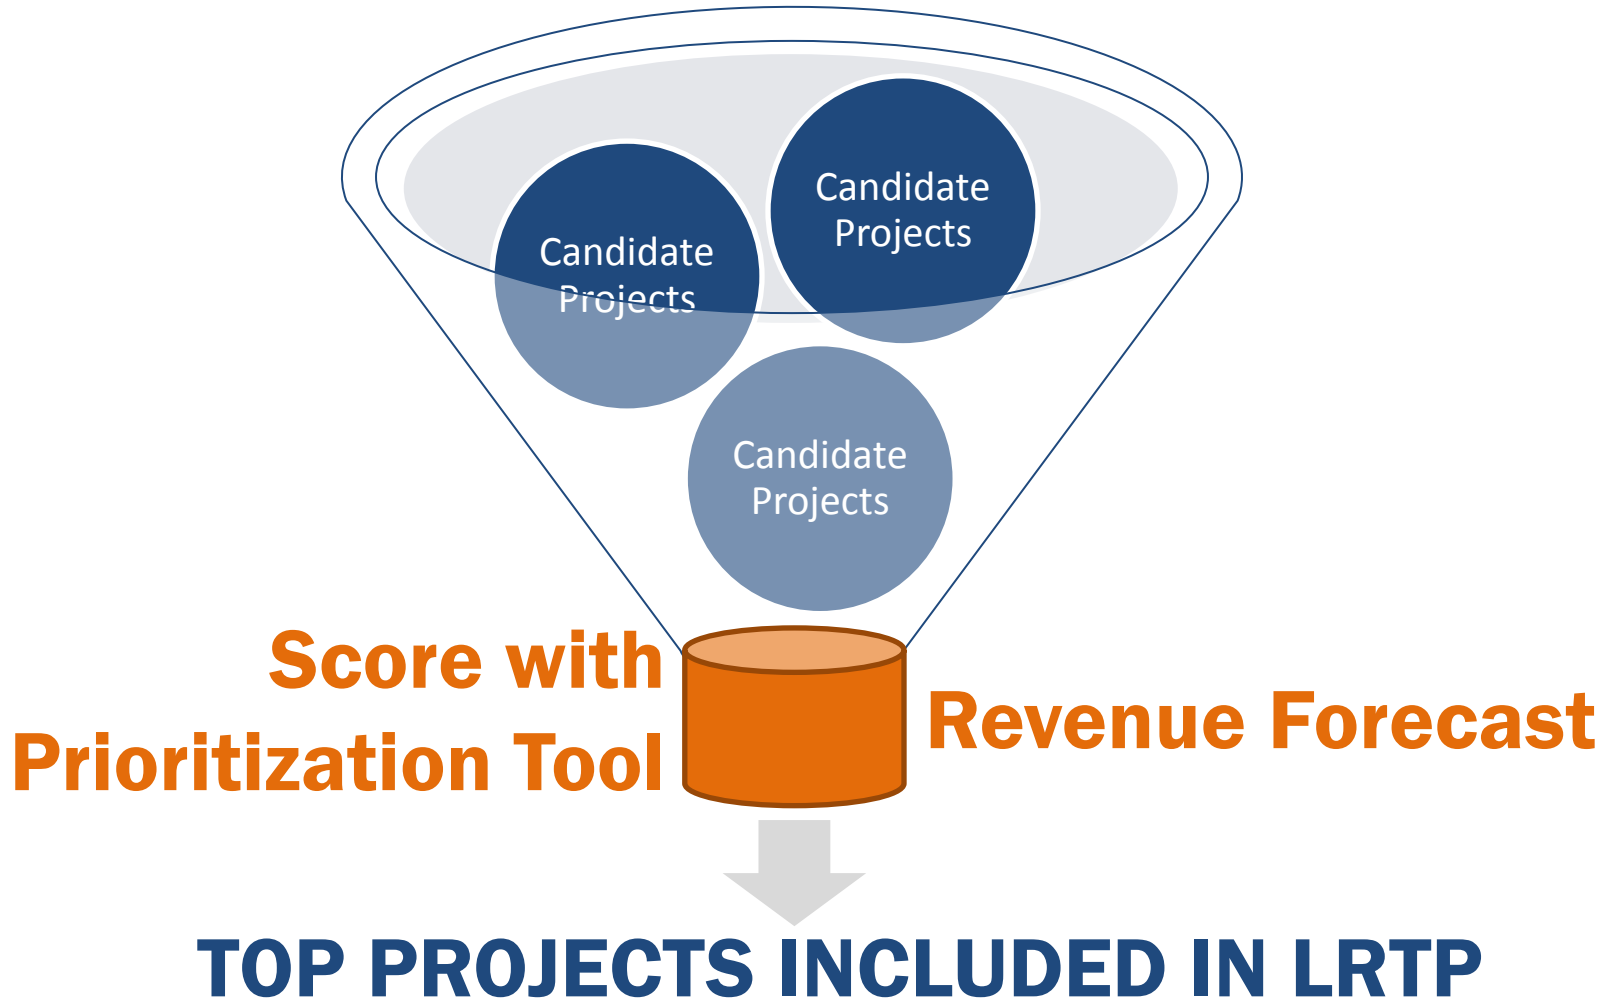 Candidate
Projects
Candidate
Projects
Candidate
Projects
Score with
Prioritization Tool
Revenue Forecast
TOP PROJECTS INCLUDED IN LRTP